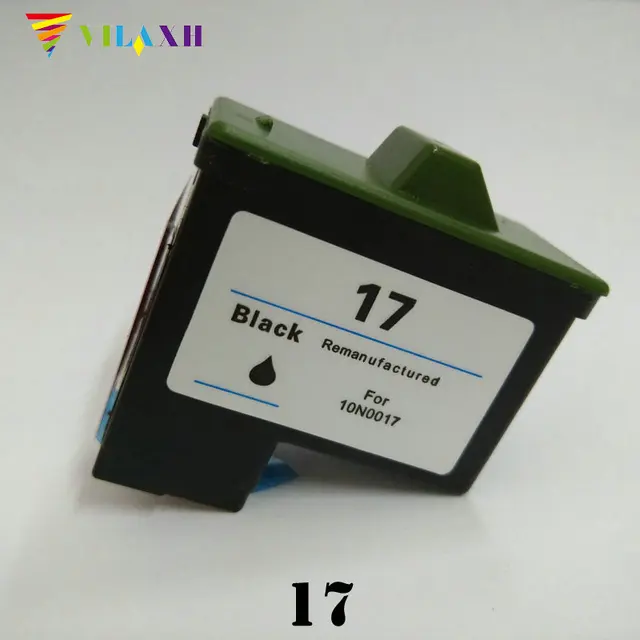 VILAXH
17
Black
Remanufactured
For
10N0017
17